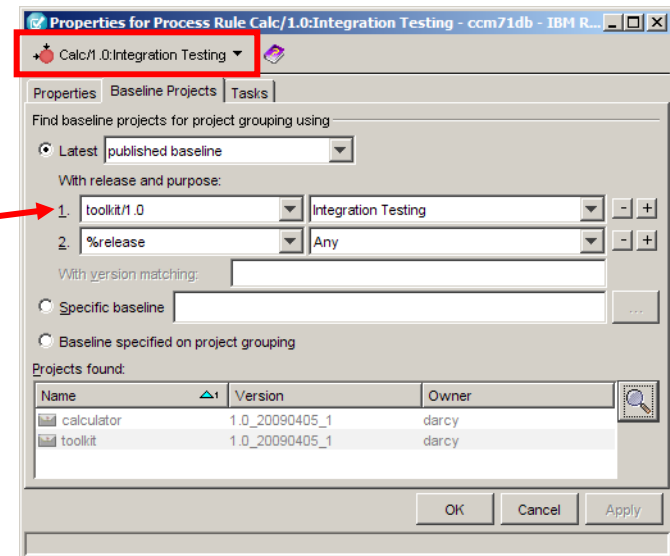 Properties for Process Rule Calc/1.0:Integration Testing - ccm71db - IBM R...
Calc/1.0:Integration Testing
Properties Baseline Projects Tasks
Find baseline projects for project grouping using
Latest published baseline
With release and purpose:
1. toolkit/1.0 Integration Testing - +
2. %release Any - +
With version matching:
Specific baseline ...
Baseline specified on project grouping
Projects found:
Name 1 Version Owner
calculator 1.0_20090405_1 darcy
toolkit 1.0_20090405_1 darcy
OK Cancel Apply